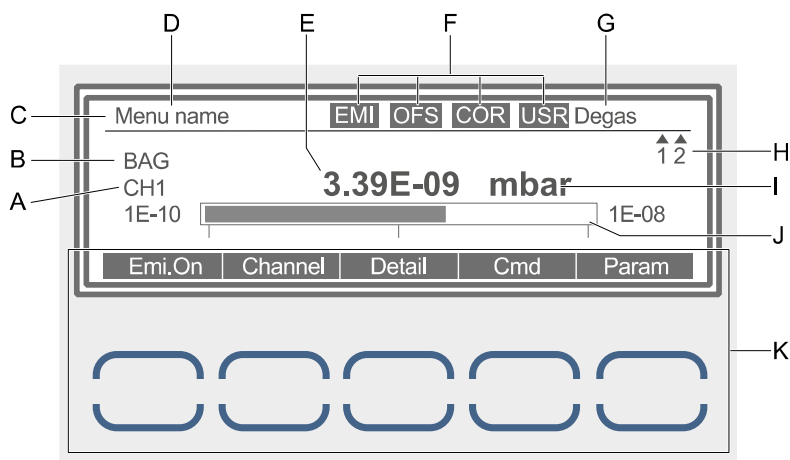 D E F G
C Menu name EMI OFS COR USR Degas
1 2 H
B BAG
A CH1 3.39E-09 mbar I
1E-10 1E-08
J
Emi.On Channel Detail Cmd Param
K